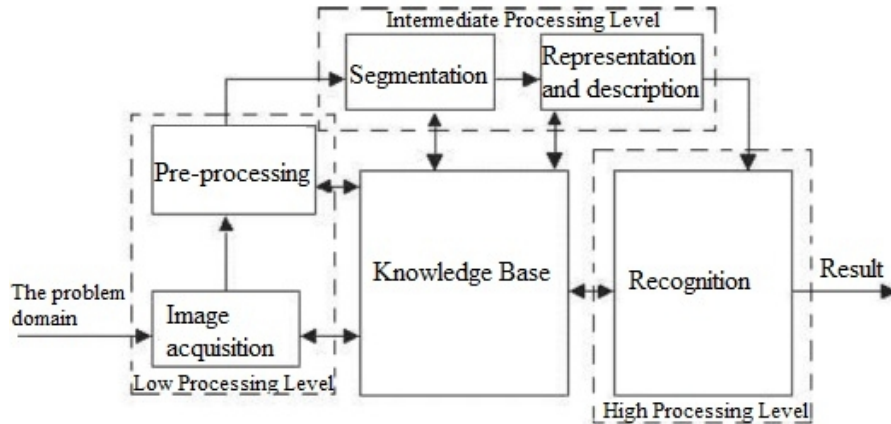 Intermediate Processing Level
Segmentation
Representation
and description
Pre-processing
Knowledge Base
Recognition
Result
The problem
domain
Image
acquisition
Low Processing Level
High Processing Level